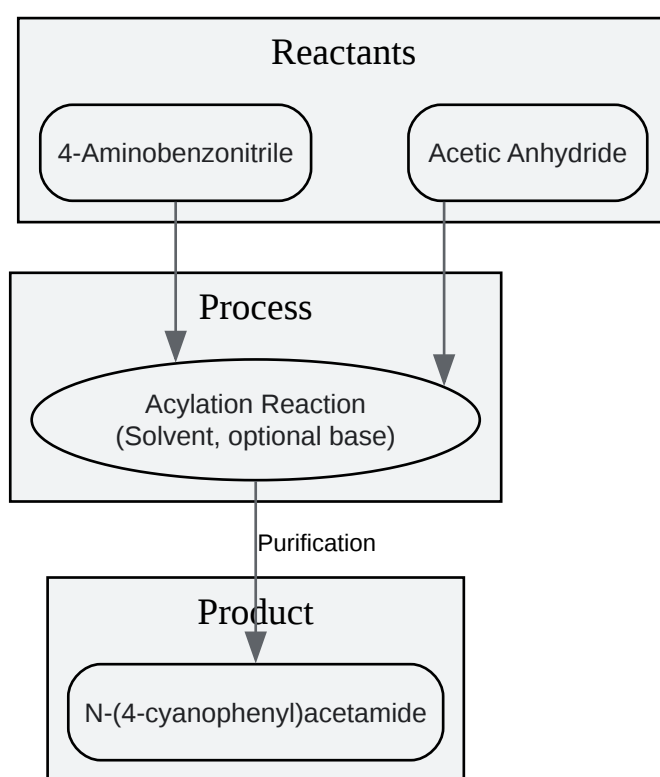 Reactants
4-Aminobenzonitrile
Acetic Anhydride
Process
Acylation Reaction
(Solvent, optional base)
Purification
Product
N-(4-cyanophenyl)acetamide